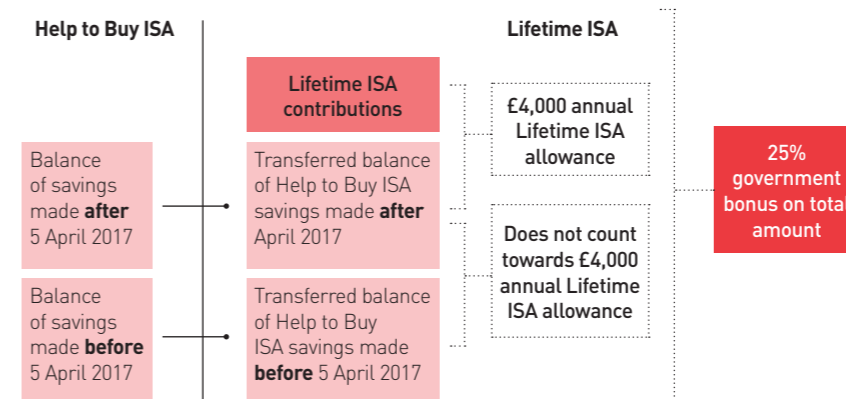 Help to Buy ISA
Lifetime ISA
Lifetime ISA
contributions
£4,000 annual
Lifetime ISA
allowance
Balance
of savings
made after
5 April 2017
Transferred balance
of Help to Buy ISA
savings made after
April 2017
25%
government
bonus on total
amount
Does not count
towards £4,000
annual Lifetime
ISA allowance
Balance
of savings
made before
5 April 2017
Transferred balance
of Help to Buy
ISA savings made
before 5 April 2017